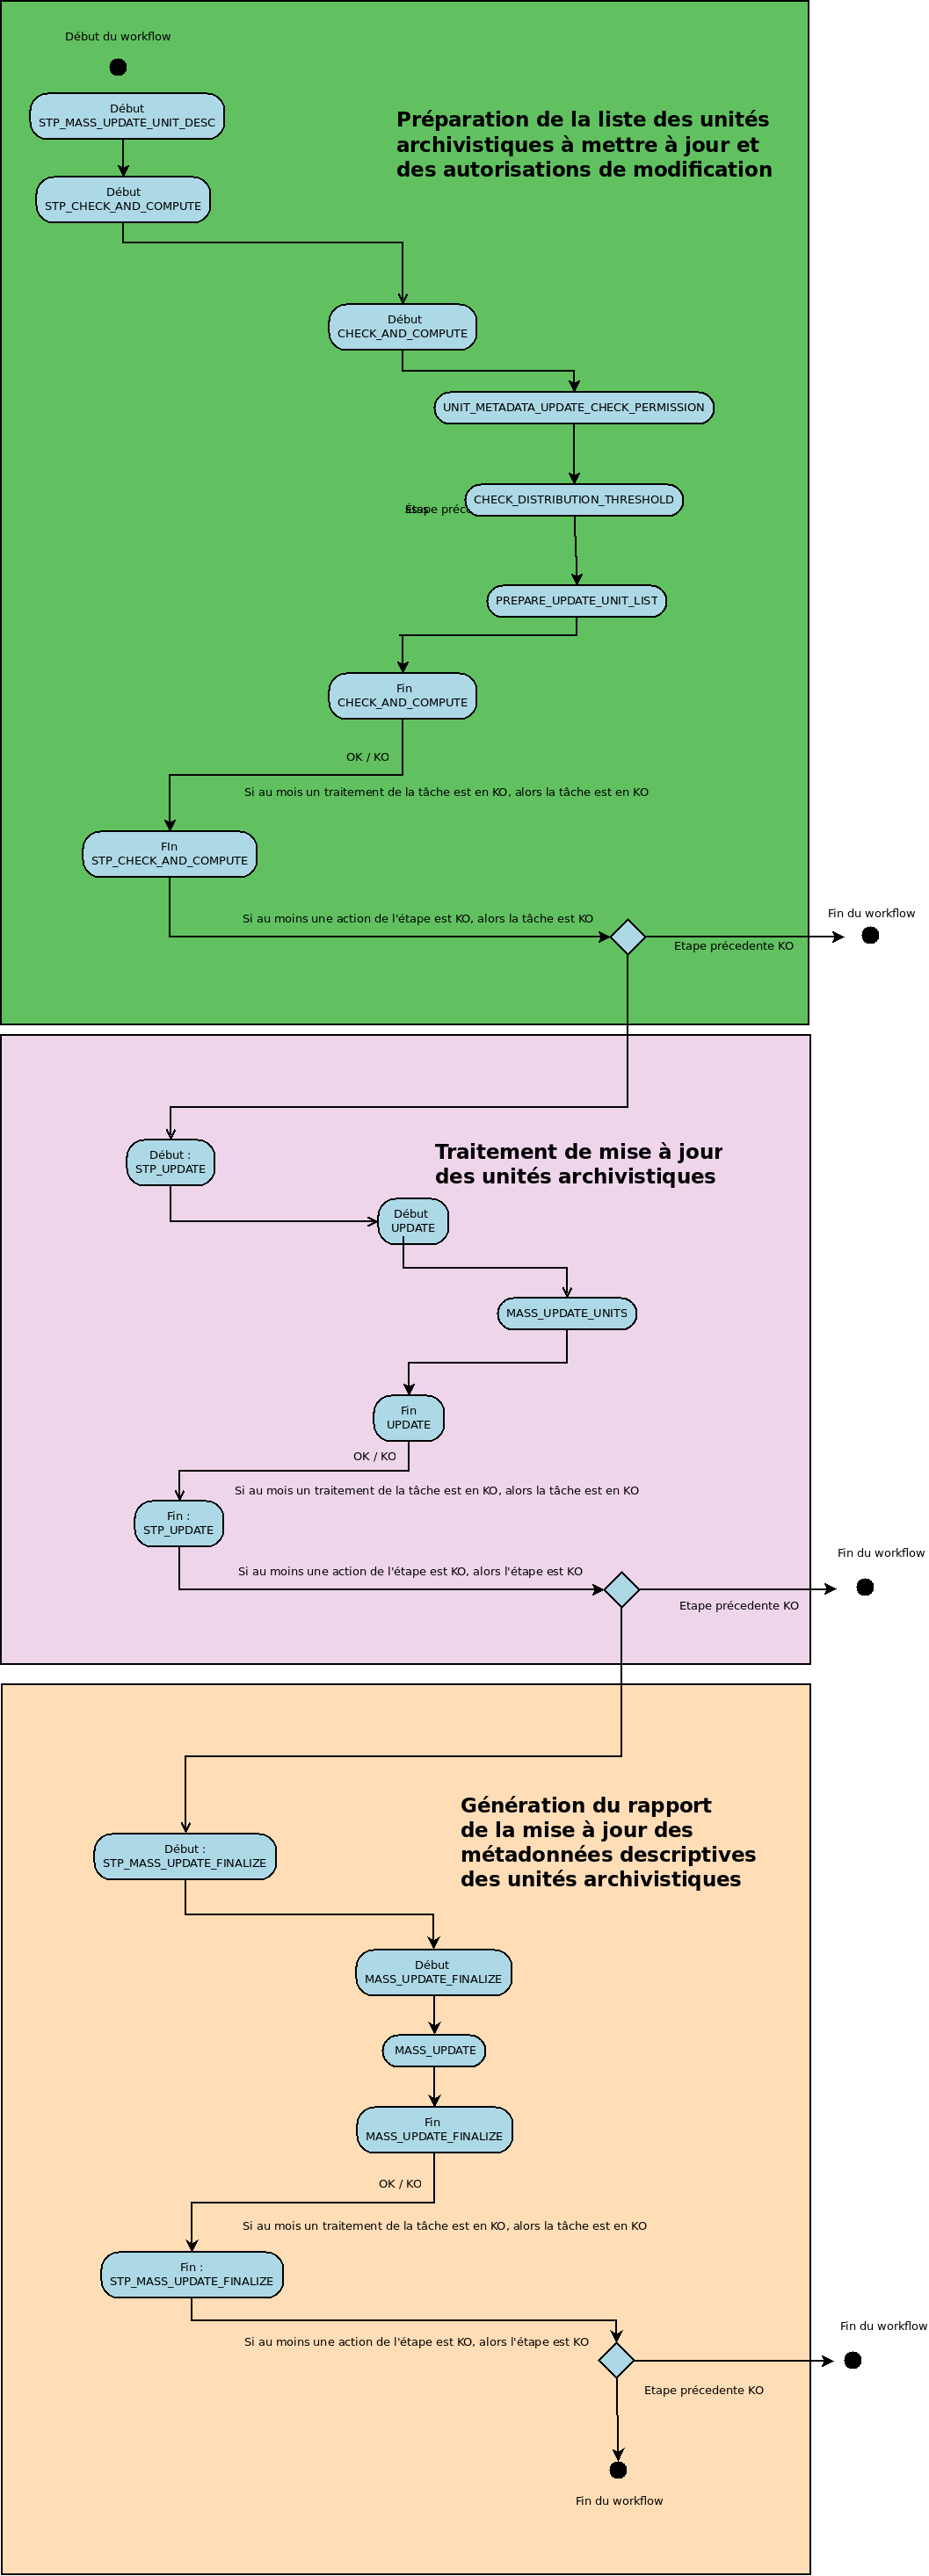 Début du workflow
Début
STP_MASS_UPDATE_UNIT_DESC
Préparation de la liste des unités
archivistiques à mettre à jour et
des autorisations de modification
Début
STP_CHECK_AND_COMPUTE
Début
CHECK_AND_COMPUTE
UNIT_METADATA_UPDATE_CHECK_PERMISSION
CHECK_DISTRIBUTION_THRESHOLD
PREPARE_UPDATE_UNIT_LIST
Fin
CHECK_AND_COMPUTE
OK / KO
Si au mois un traitement de la tâche est en KO, alors la tâche est en KO
FIn
STP_CHECK_AND_COMPUTE
Si au moins une action de l'étape est KO, alors la tâche est KO
Fin du workflow
Etape précedente KO
Début :
STP_UPDATE
Traitement de mise à jour
des unités archivistiques
Début
UPDATE
MASS_UPDATE_UNITS
Fin
UPDATE
OK / KO
Si au mois un traitement de la tâche est en KO, alors la tâche est en KO
Fin :
STP_UPDATE
Si au moins une action de l'étape est KO, alors l'étape est KO
Fin du workflow
Etape précedente KO
Génération du rapport
de la mise à jour des
métadonnées descriptives
des unités archivistiques
Début :
STP_MASS_UPDATE_FINALIZE
Début
MASS_UPDATE_FINALIZE
MASS_UPDATE
Fin
MASS_UPDATE_FINALIZE
OK / KO
Si au mois un traitement de la tâche est en KO, alors la tâche est en KO
Fin :
STP_MASS_UPDATE_FINALIZE
Si au moins une action de l'étape est KO, alors l'étape est KO
Fin du workflow
Etape précedente KO
Fin du workflow